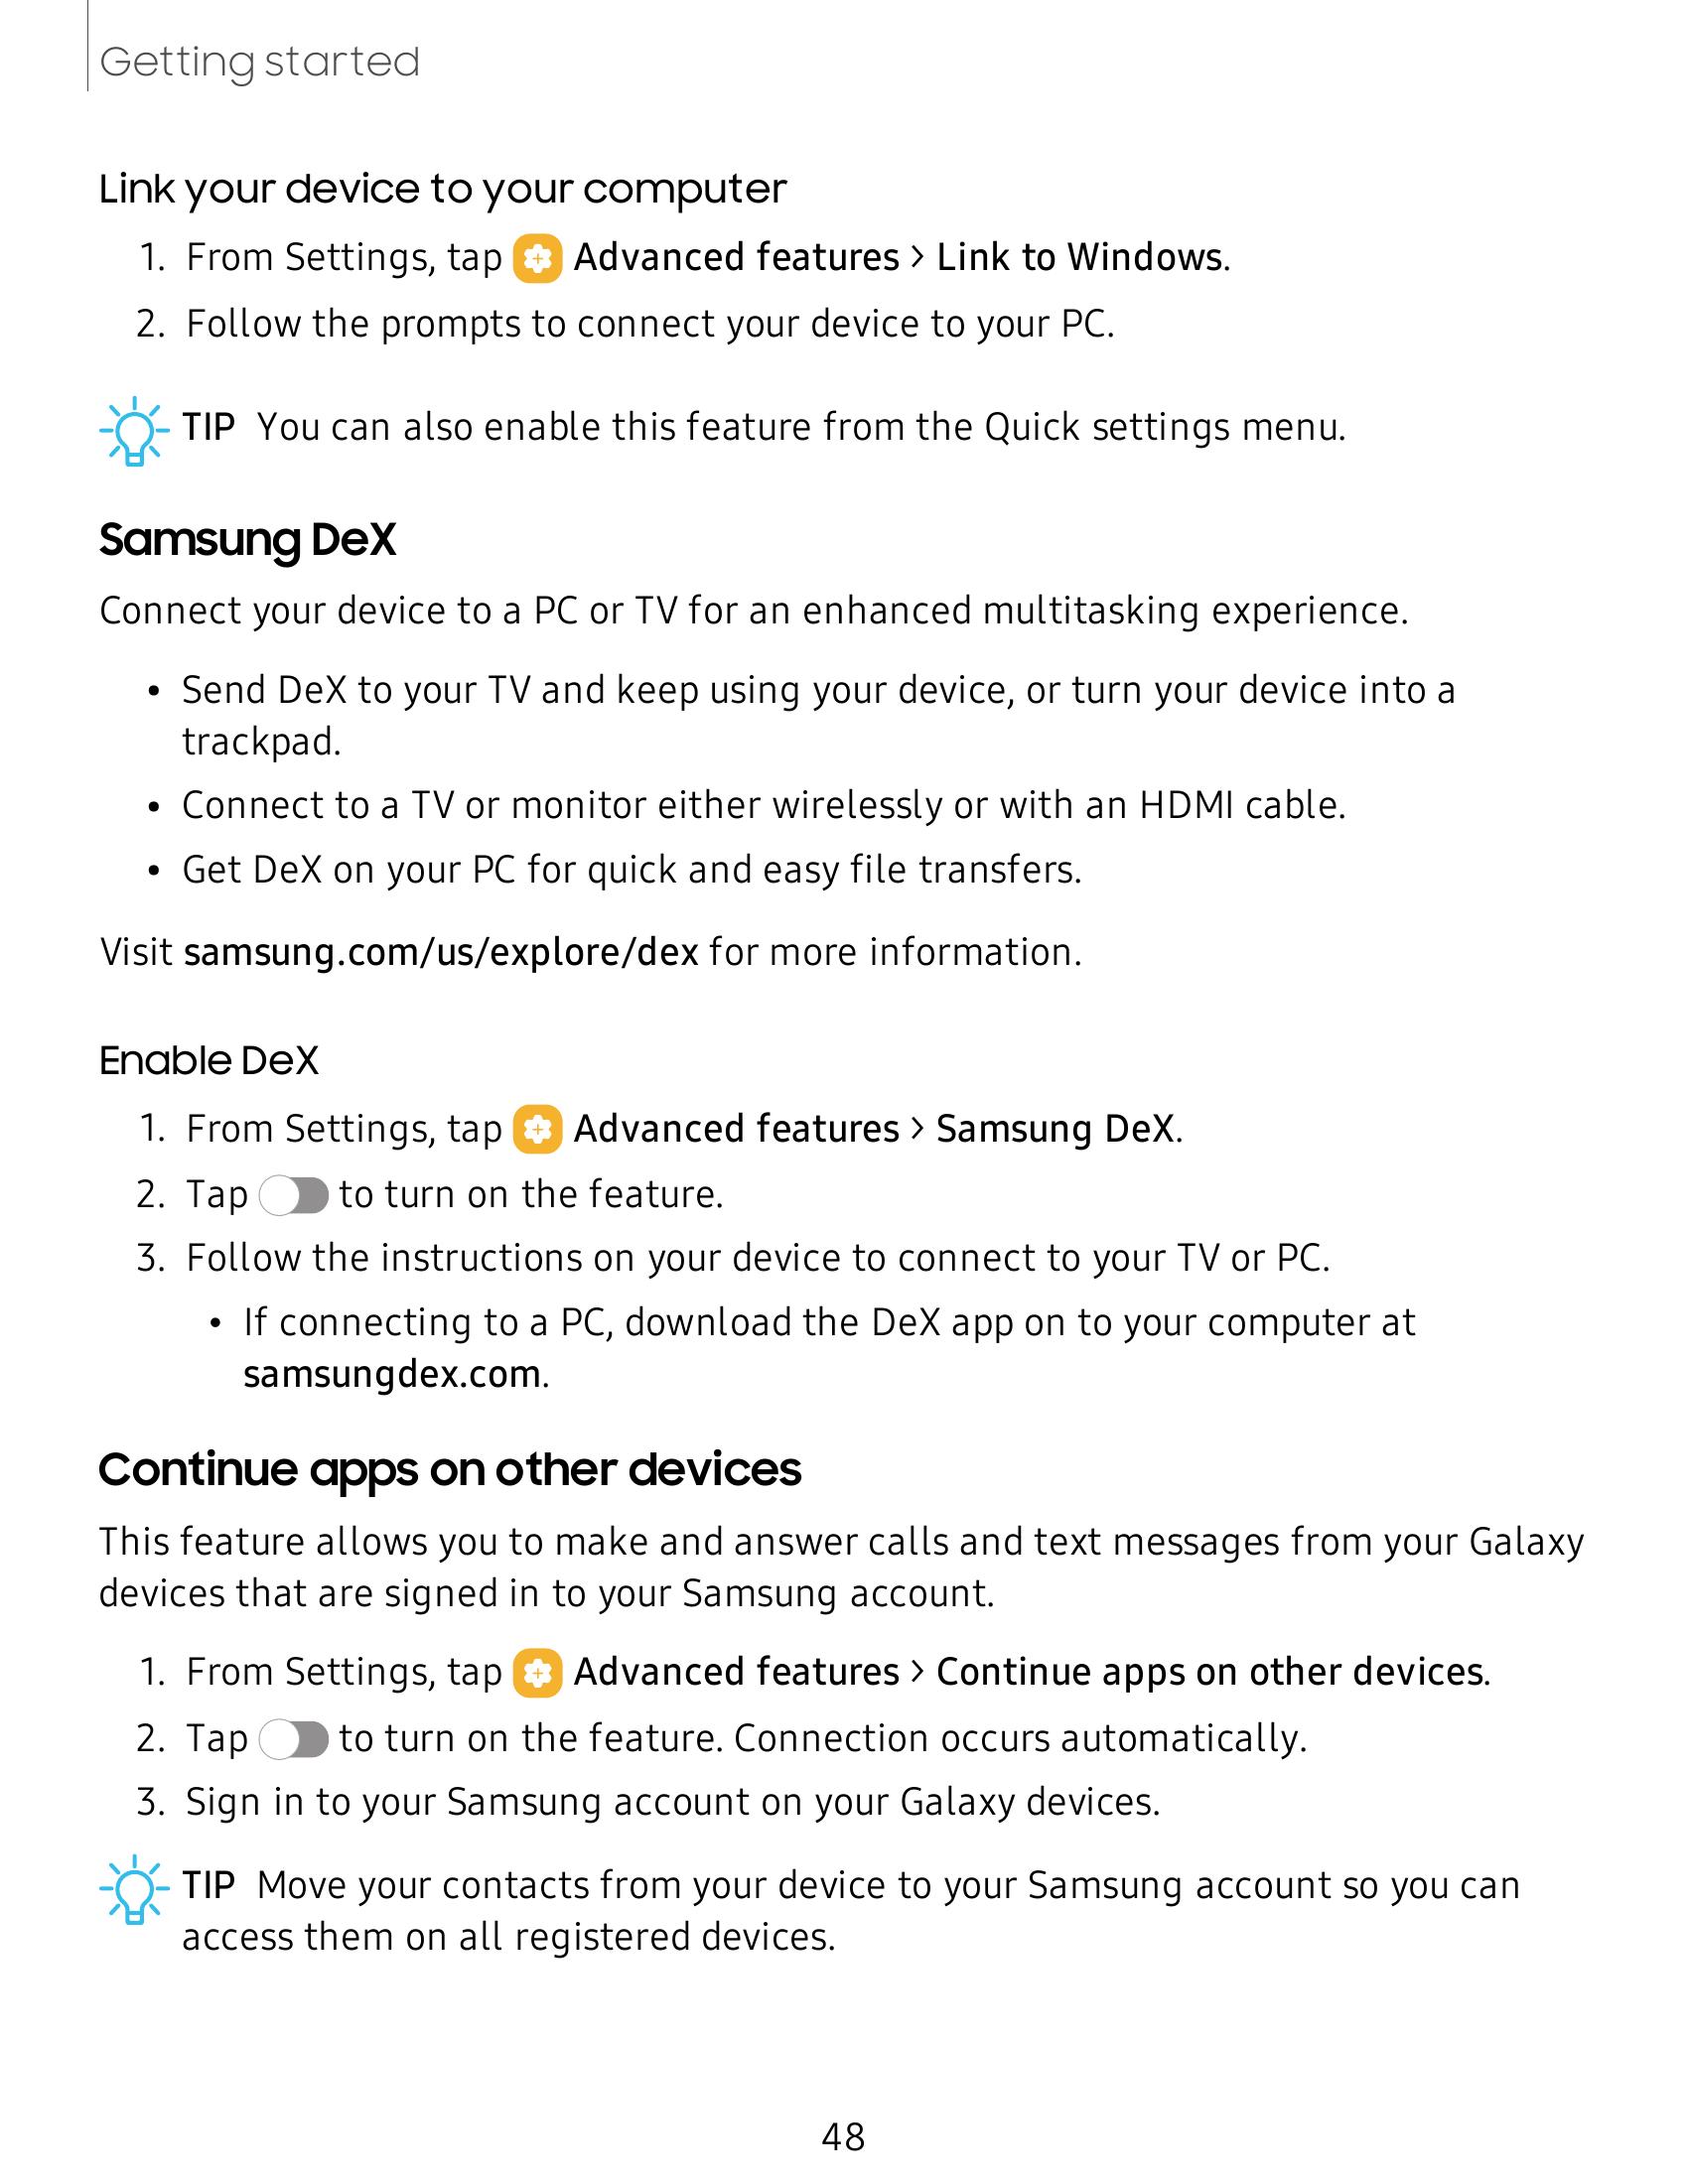 Getting started
Link your device to your computer
1. From Settings, tap Advanced features > Link to Windows.
2. Follow the prompts to connect your device to your PC.
TIP You can also enable this feature from the Quick settings menu.
Samsung DeX
Connect your device to a PC or TV for an enhanced multitasking experience.
• Send DeX to your TV and keep using your device, or turn your device into a
trackpad.
• Connect to a TV or monitor either wirelessly or with an HDMI cable.
• Get DeX on your PC for quick and easy file transfers.
Visit samsung.com/us/explore/dex for more information.
Enable DeX
1. From Settings, tap Advanced features > Samsung DeX.
2. Tap to turn on the feature.
3. Follow the instructions on your device to connect to your TV or PC.
• If connecting to a PC, download the DeX app on to your computer at
samsungdex.com.
Continue apps on other devices
This feature allows you to make and answer calls and text messages from your Galaxy
devices that are signed in to your Samsung account.
1. From Settings, tap Advanced features > Continue apps on other devices.
2. Tap to turn on the feature. Connection occurs automatically.
3. Sign in to your Samsung account on your Galaxy devices.
TIP Move your contacts from your device to your Samsung account so you can
access them on all registered devices.
48